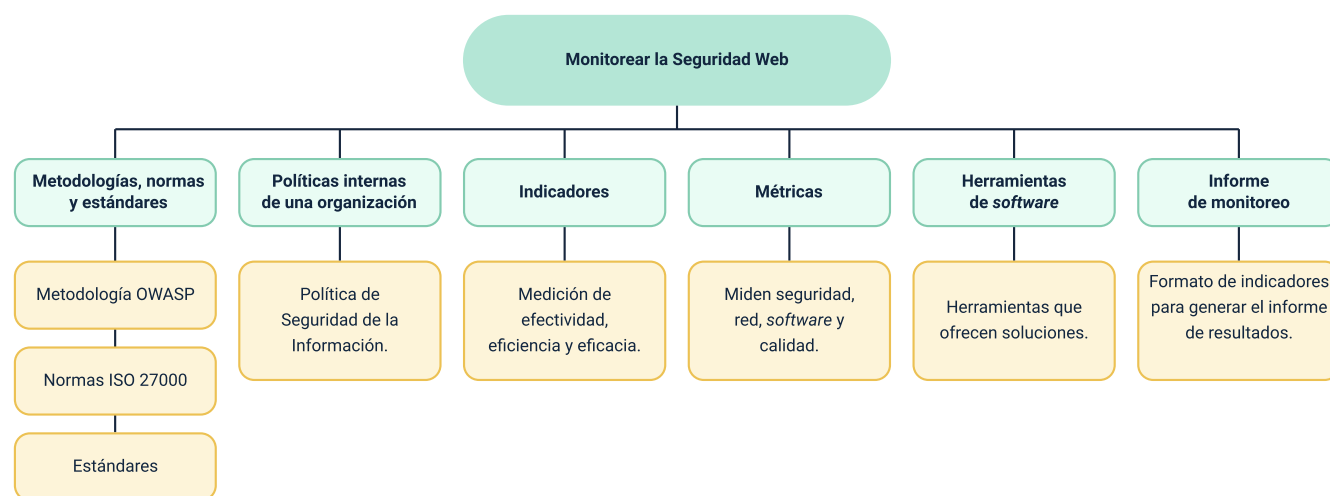 Monitorear la Seguridad Web
Metodologías, normas
y estándares
Políticas internas
de una organización
Indicadores
Métricas
Herramientas
de software
Informe
de monitoreo
Metodología OWASP
Normas ISO 27000
Estándares
Política de
Seguridad de la
Información.
Medición de
efectividad,
eficiencia y eficacia.
Miden seguridad,
red, software y
calidad.
Herramientas que
ofrecen soluciones.
Formato de indicadores
para generar el informe
de resultados.